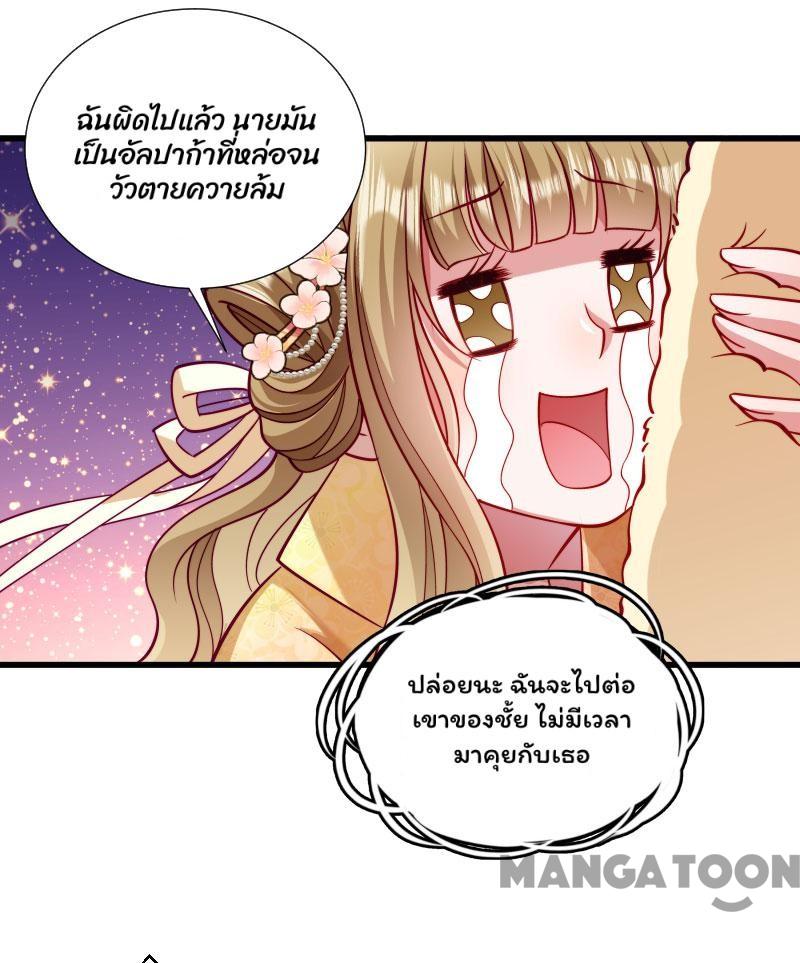 ฉันผิดไปแล้ว นายมัน
เป็นอัลปาก้าที่หล่อจน
วัวตายควายล้ม
ปล่อยนะ ฉันจะไปต่อ
เขาของชั้ย ไม่มีเวลา
มาคุยกับเธอ
MANGATOON